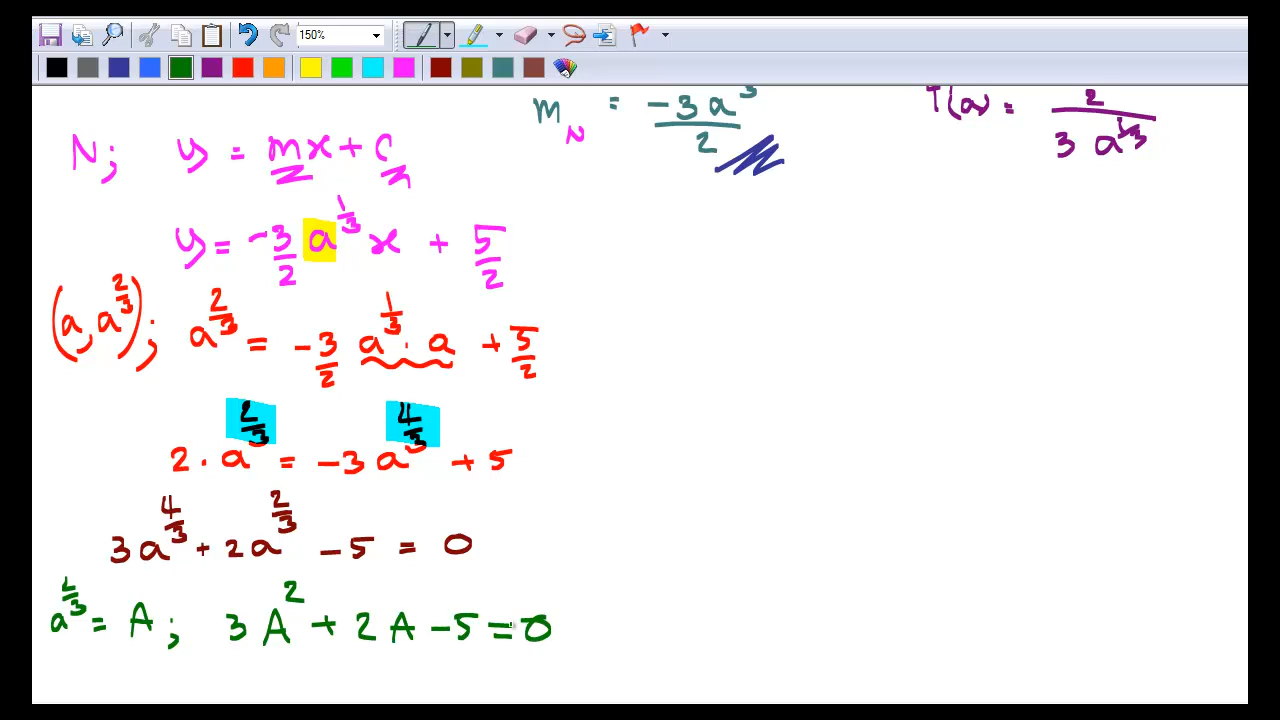 150%
m_N = -3a^3/2
f'(a) = 2/(3a^(1/3))
N; y = mx + c
y = -3/2 a^(1/3) x + 5/2
(a, a^(2/3)); a^(2/3) = -3/2 a^(1/3) · a + 5/2
2 · a^(2/3) = -3a^(4/3) + 5
3a^(4/3) + 2a^(2/3) - 5 = 0
a^(2/3) = A; 3A^2 + 2A - 5 = 0